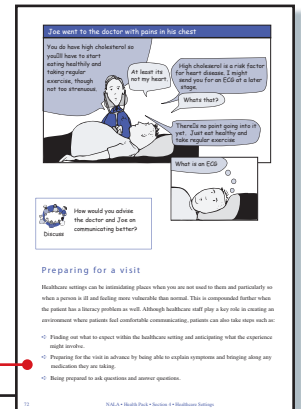 Joe went to the doctor with pains in his chest
You do have high cholesterol so
you'll have to start
eating healthily and
taking regular
exercise, though
not too strenuous.
At least its
not my heart.
High cholesterol is a risk factor
for heart disease. I might
send you for an ECG at a later
stage.
Whats that?
There's no point going into it
yet. Just eat healthy and
take regular exercise
What is an ECG
Discuss
How would you advise
the doctor and Joe on
communicating better?
Preparing for a visit
Healthcare settings can be intimidating places when you are not used to them and particularly so
when a person is ill and feeling more vulnerable then normal. This is compounded further when
the patient has a literacy problem as well. Although healthcare staff play a key role in creating an
environment where patients feel comfortable communicating, patients can also take steps such as:
Finding out what to expect within the healthcare setting and anticipating what the experience
might involve.
Preparing for the visit in advance by being able to explain symptoms and bringing along any
medication they are taking.
Being prepared to ask questions and answer questions.
72
NALA • Health Pack • Section 4 • Healthcare Settings